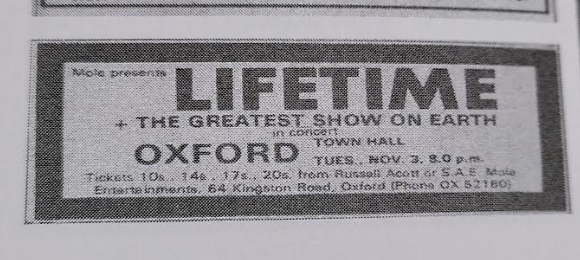 Mole presents
LIFETIME
+ THE GREATEST SHOW ON EARTH
in concert
OXFORD TOWN HALL
TUES., NOV. 3, 8.0 p.m.
Tickets 10s., 14s., 17s., 20s. from Russell Acott or S.A.E. Mole
Entertainments, 64 Kingston Road, Oxford (Phone OX 52160)